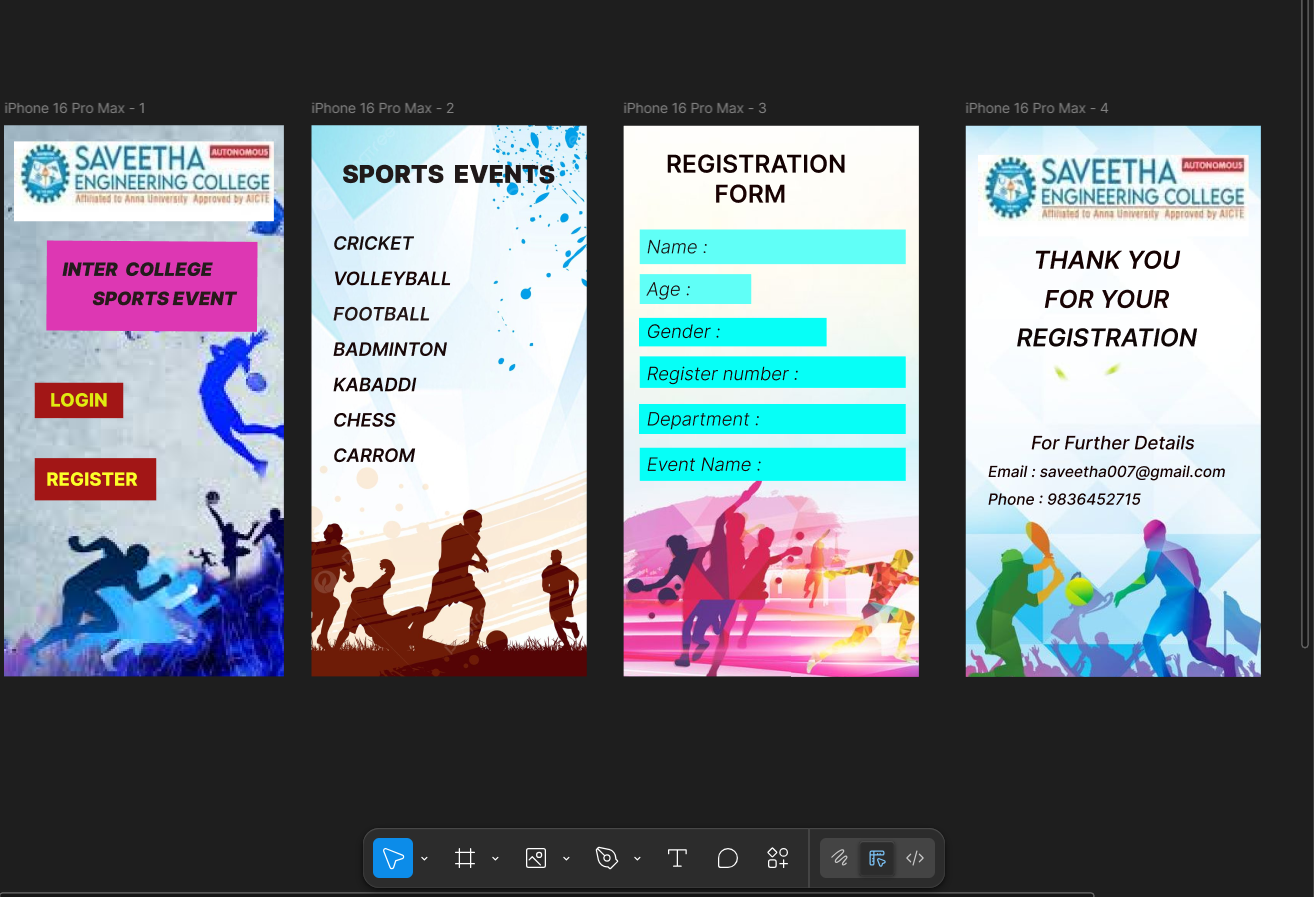 iPhone 16 Pro Max - 1
SAVEETHA
AUTONOMOUS
ENGINEERING COLLEGE
Affiliated to Anna University Approved by AICTE
INTER COLLEGE
SPORTS EVENT
LOGIN
REGISTER
iPhone 16 Pro Max - 2
SPORTS EVENTS
CRICKET
VOLLEYBALL
FOOTBALL
BADMINTON
KABADDI
CHESS
CARROM
iPhone 16 Pro Max - 3
REGISTRATION
FORM
Name :
Age :
Gender :
Register number :
Department :
Event Name :
iPhone 16 Pro Max - 4
SAVEETHA
AUTONOMOUS
ENGINEERING COLLEGE
Affiliated to Anna University Approved by AICTE
THANK YOU
FOR YOUR
REGISTRATION
For Further Details
Email : saveetha007@gmail.com
Phone : 9836452715